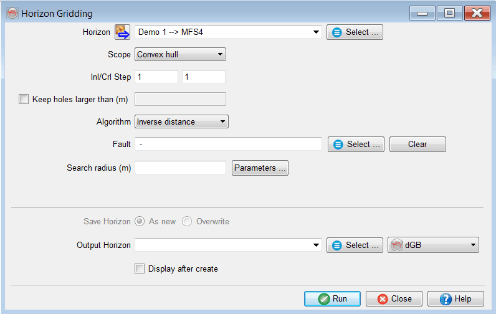 Horizon Gridding
Horizon Demo 1 --> MFS4 Select ...
Scope Convex hull
Inl/Crl Step 1 1
Keep holes larger than (m)
Algorithm Inverse distance
Fault - Select ... Clear
Search radius (m) Parameters ...
Save Horizon As new Overwrite
Output Horizon Select ... dGB
Display after create
Run Close Help